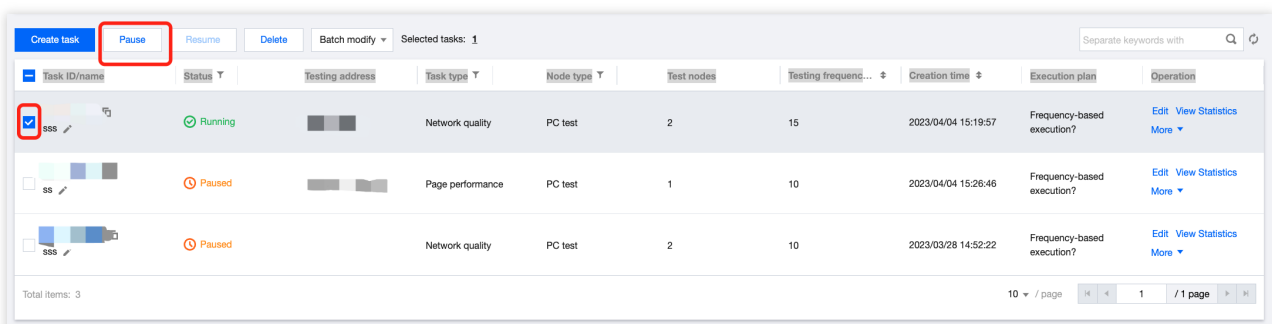 Create task Pause Resume Delete Batch modify Selected tasks: 1 Separate keywords with
Task ID/name Status Testing address Task type Node type Test nodes Testing frequenc... Creation time Execution plan Operation
sss Running Network quality PC test 2 15 2023/04/04 15:19:57 Frequency-based execution? Edit View Statistics More
ss Paused Page performance PC test 1 10 2023/04/04 15:26:46 Frequency-based execution? Edit View Statistics More
sss Paused Network quality PC test 2 10 2023/03/28 14:52:22 Frequency-based execution? Edit View Statistics More
Total items: 3 10 / page 1 / 1 page